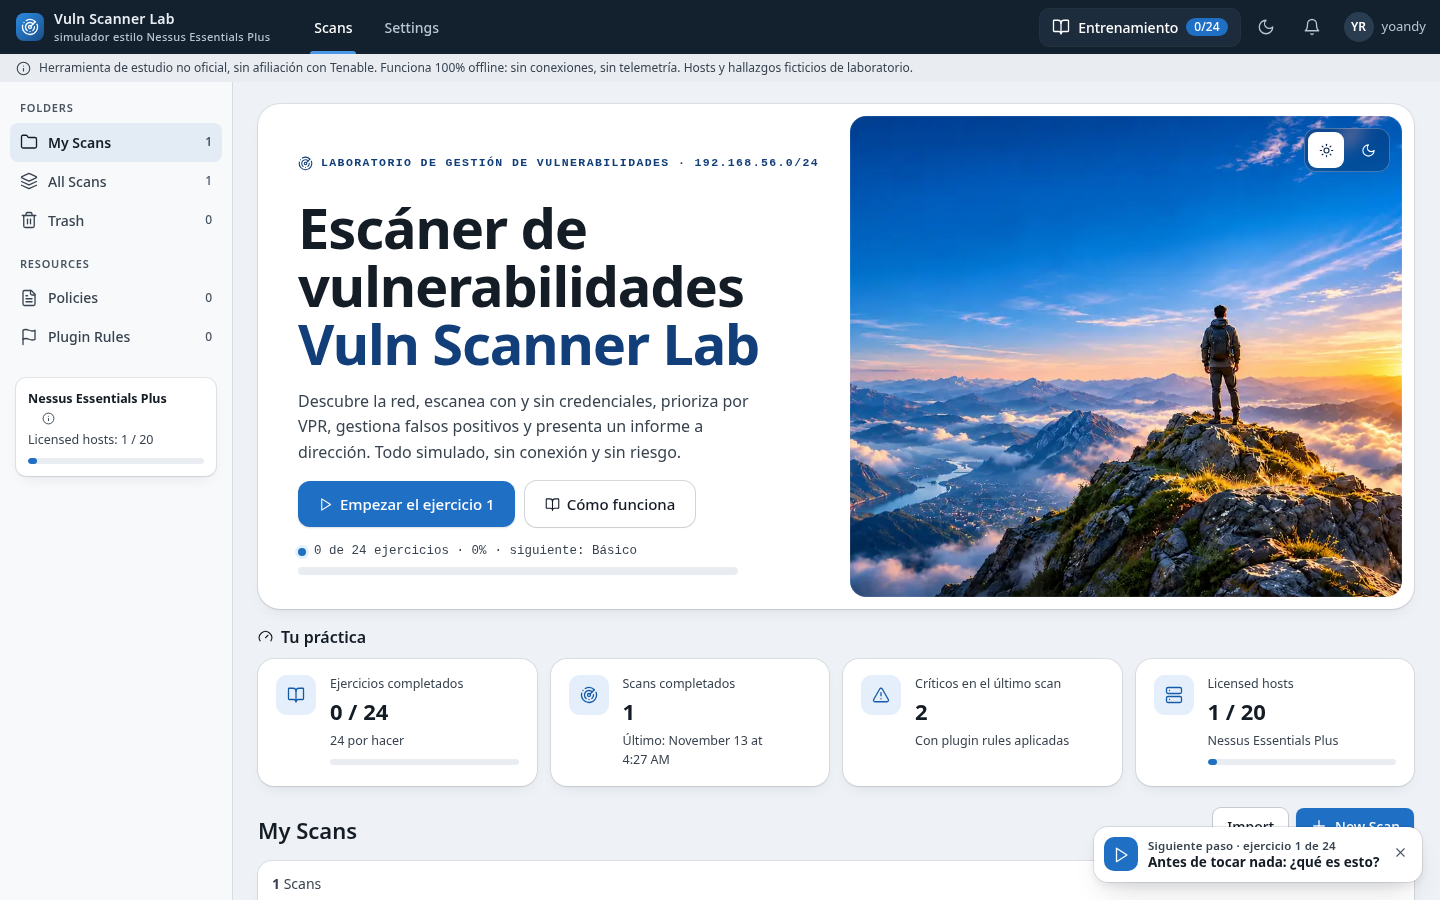 Vuln Scanner Lab
simulador estilo Nessus Essentials Plus
Scans
Settings
Entrenamiento
0/24
YR
yoandy
Herramienta de estudio no oficial, sin afiliación con Tenable. Funciona 100% offline: sin conexiones, sin telemetría. Hosts y hallazgos ficticios de laboratorio.
FOLDERS
My Scans 1
All Scans 1
Trash 0
RESOURCES
Policies 0
Plugin Rules 0
Nessus Essentials Plus
Licensed hosts: 1 / 20
LABORATORIO DE GESTIÓN DE VULNERABILIDADES · 192.168.56.0/24
Escáner de
vulnerabilidades
Vuln Scanner Lab
Descubre la red, escanea con y sin credenciales, prioriza por
VPR, gestiona falsos positivos y presenta un informe a
dirección. Todo simulado, sin conexión y sin riesgo.
Empezar el ejercicio 1
Cómo funciona
0 de 24 ejercicios · 0% · siguiente: Básico
Tu práctica
Ejercicios completados
0 / 24
24 por hacer
Scans completados
1
Último: November 13 at
4:27 AM
Críticos en el último scan
2
Con plugin rules aplicadas
Licensed hosts
1 / 20
Nessus Essentials Plus
My Scans
Import
New Scan
1 Scans
Siguiente paso · ejercicio 1 de 24
Antes de tocar nada: ¿qué es esto?